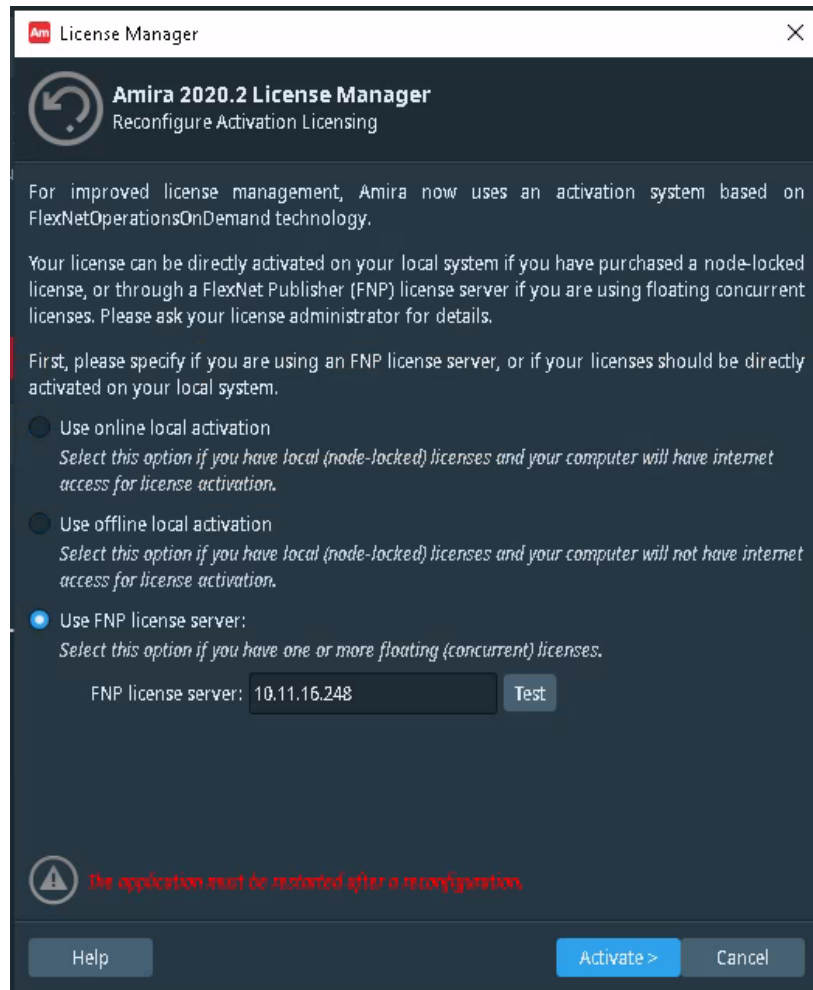 Am License Manager
Amira 2020.2 License Manager
Reconfigure Activation Licensing
For improved license management, Amira now uses an activation system based on
FlexNetOperationsOnDemand technology.
Your license can be directly activated on your local system if you have purchased a node-locked
license, or through a FlexNet Publisher (FNP) license server if you are using floating concurrent
licenses. Please ask your license administrator for details.
First, please specify if you are using an FNP license server, or if your licenses should be directly
activated on your local system.
Use online local activation
Select this option if you have local (node-locked) licenses and your computer will have internet
access for license activation.
Use offline local activation
Select this option if you have local (node-locked) licenses and your computer will not have internet
access for license activation.
Use FNP license server:
Select this option if you have one or more floating (concurrent) licenses.
FNP license server: 10.11.16.248 Test
The application must be restarted after a reconfiguration.
Help Activate > Cancel